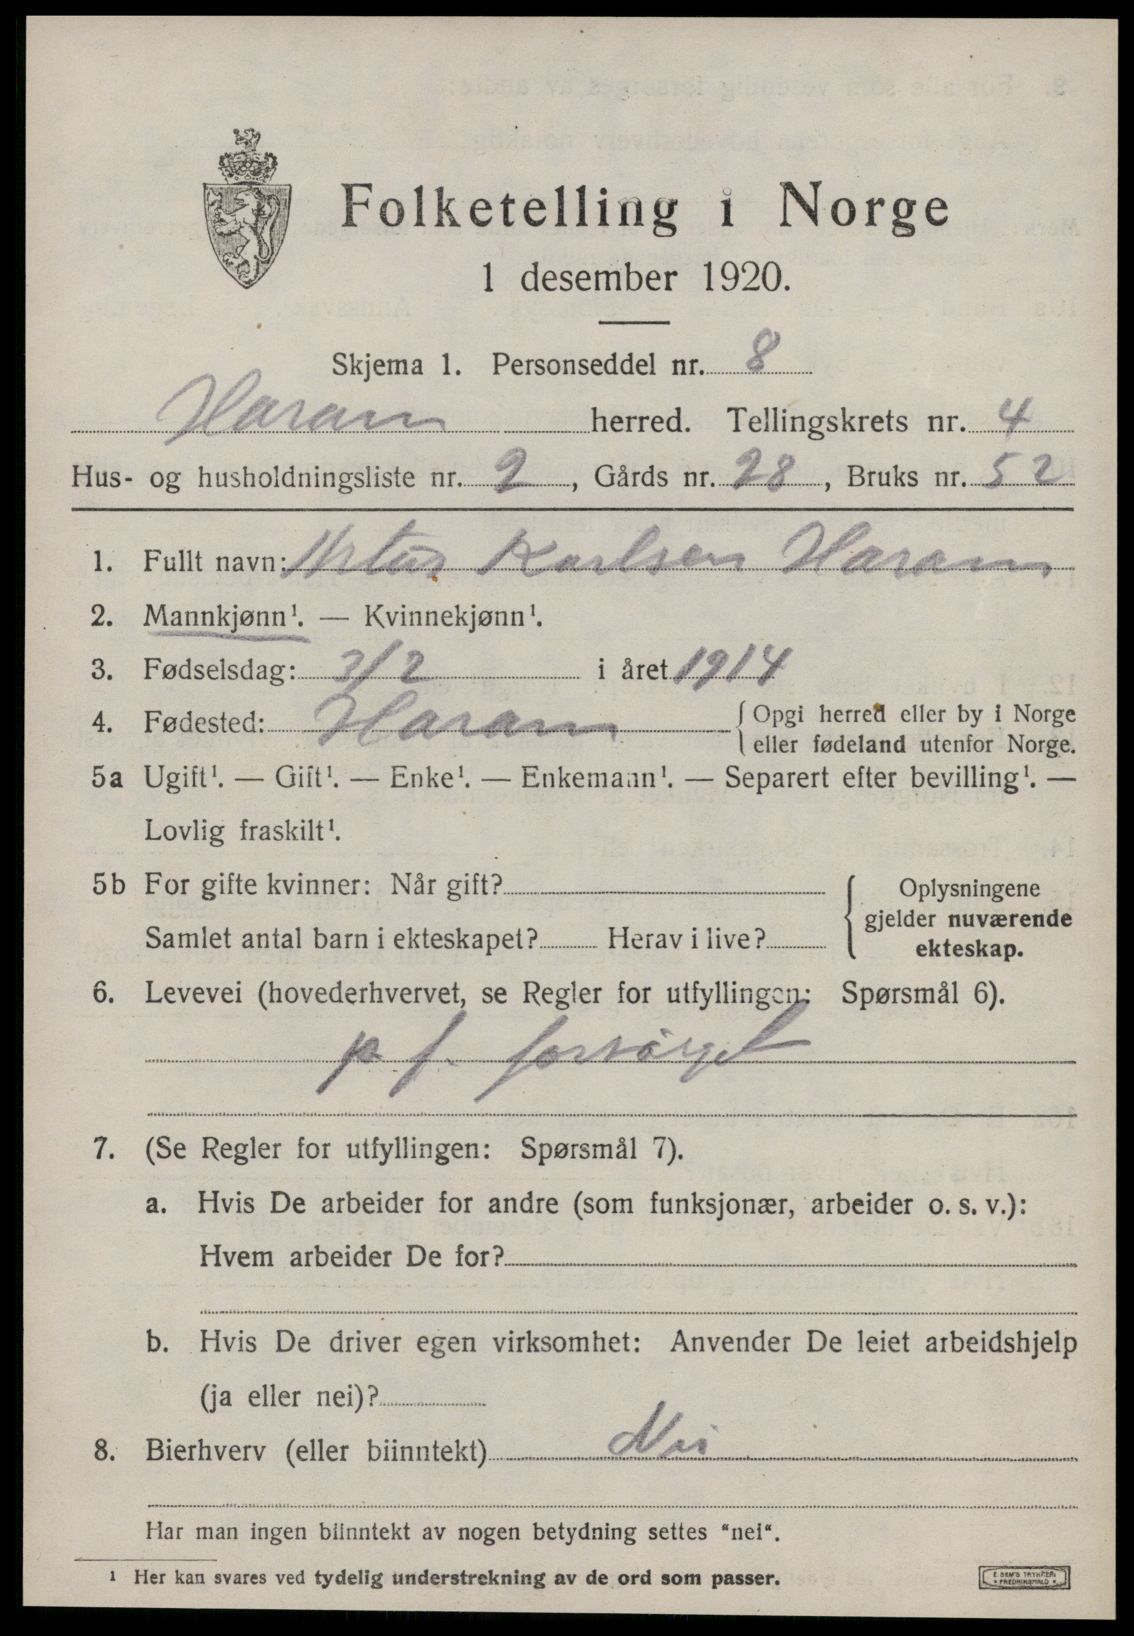 Folketelling i Norge
1 desember 1920.
Skjema 1. Personseddel nr. 8
Haram herred. Tellingskrets nr. 4
Hus- og husholdningsliste nr. 2, Gårds nr. 28, Bruks nr. 52
1. Fullt navn: Artur Karlsen Haram
2. Mannkjønn¹. — Kvinnekjønn¹.
3. Fødselsdag: 3/2 i året 1914
4. Fødested: Haram {Opgi herred eller by i Norge
eller fødeland utenfor Norge.
5a Ugift¹. — Gift¹. — Enke¹. — Enkemann¹. — Separert efter bevilling¹. —
Lovlig fraskilt¹.
5b For gifte kvinner: Når gift?
Samlet antal barn i ekteskapet? Herav i live?
{Oplysningene
gjelder nuværende
ekteskap.
6. Levevei (hovederhvervet, se Regler for utfyllingen: Spørsmål 6).
p f. forsørget
7. (Se Regler for utfyllingen: Spørsmål 7).
a. Hvis De arbeider for andre (som funksjonær, arbeider o. s. v.):
Hvem arbeider De for?
b. Hvis De driver egen virksomhet: Anvender De leiet arbeidshjelp
(ja eller nei)?
8. Bierhverv (eller biinntekt) Nei
Har man ingen biinntekt av nogen betydning settes "nei".
¹ Her kan svares ved tydelig understrekning av de ord som passer.
E. SEM'S TRYKKERI
FREDRIKSHALD